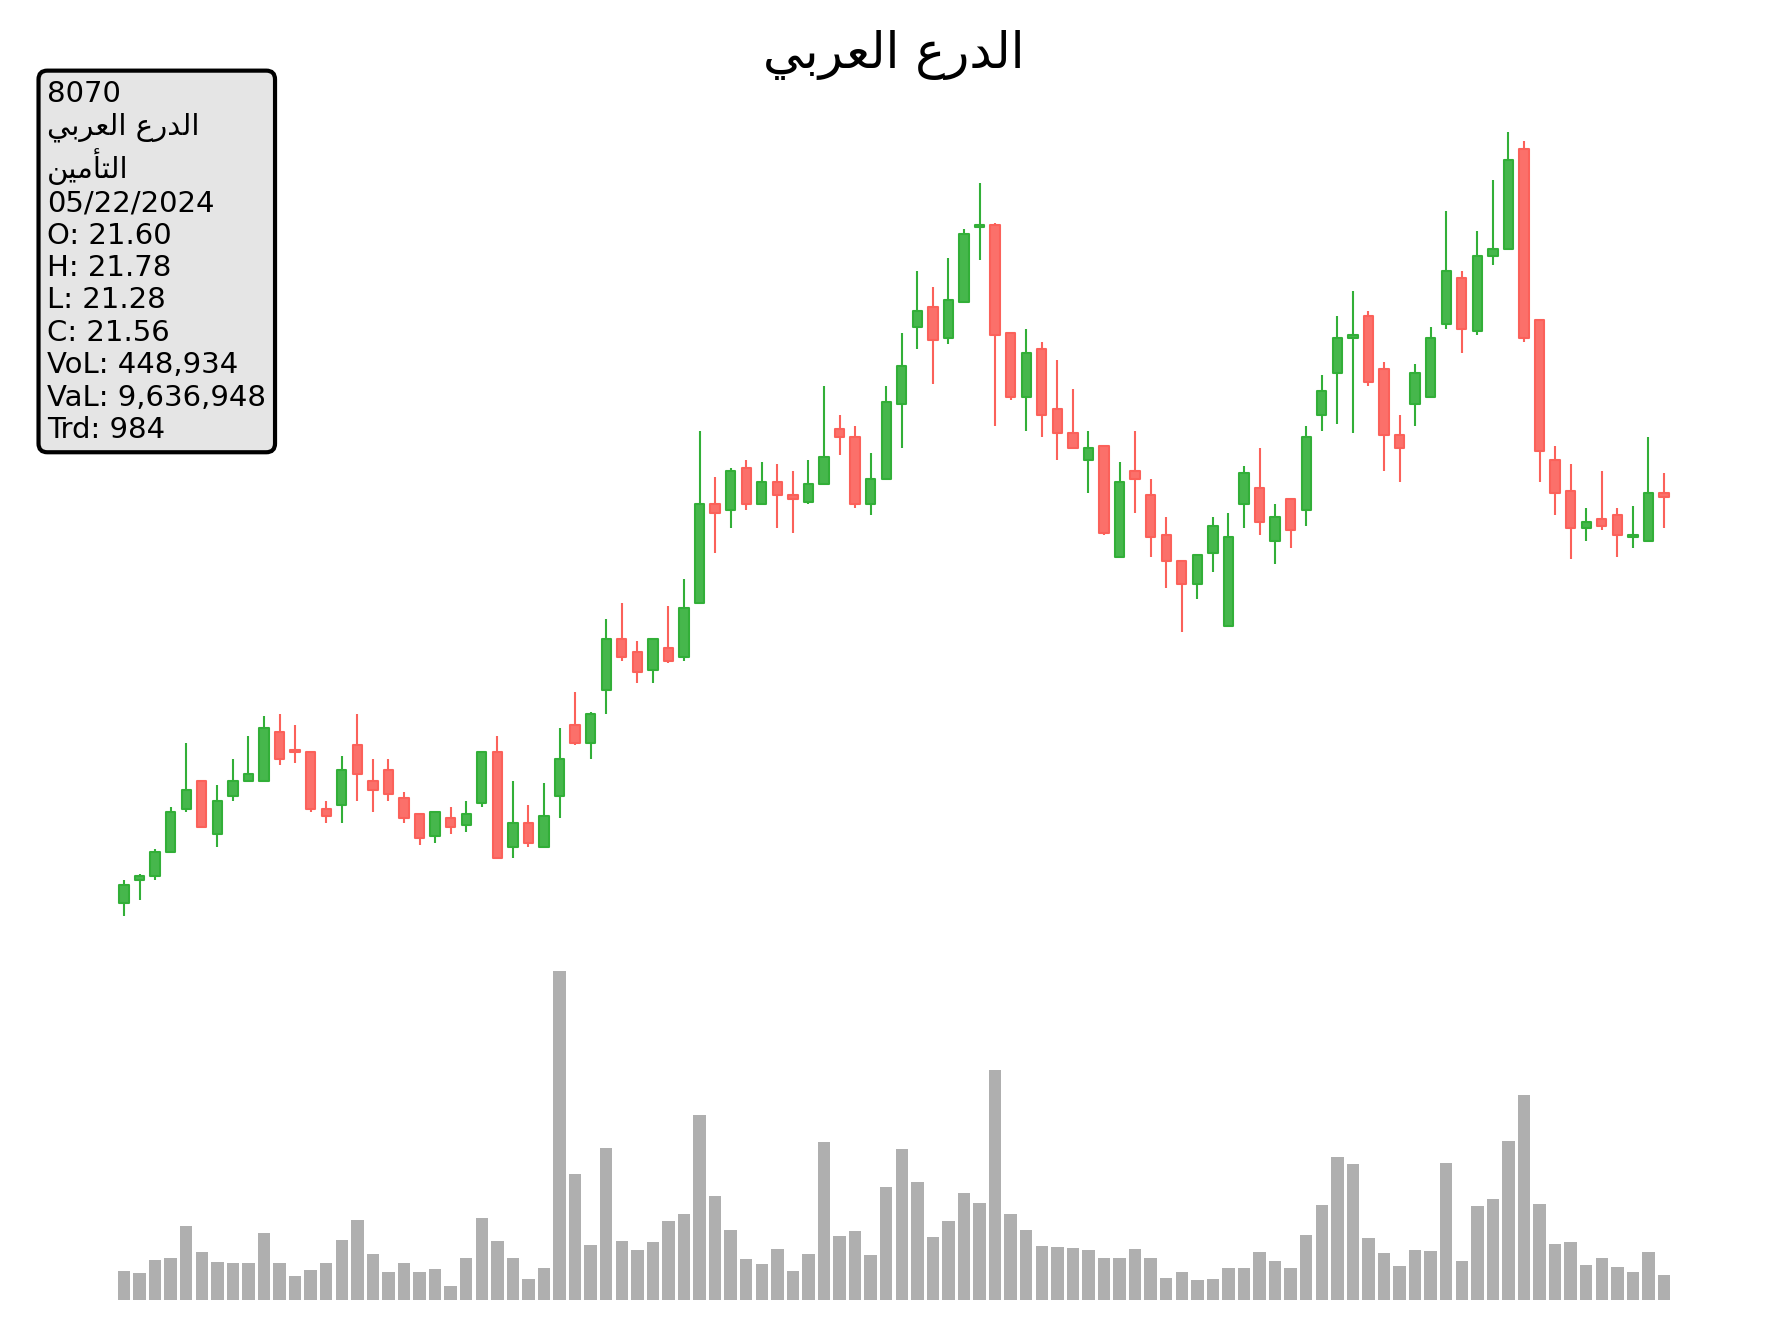 الدرع العربي
8070
الدرع العربي
التأمين
05/22/2024
O: 21.60
H: 21.78
L: 21.28
C: 21.56
VoL: 448,934
VaL: 9,636,948
Trd: 984